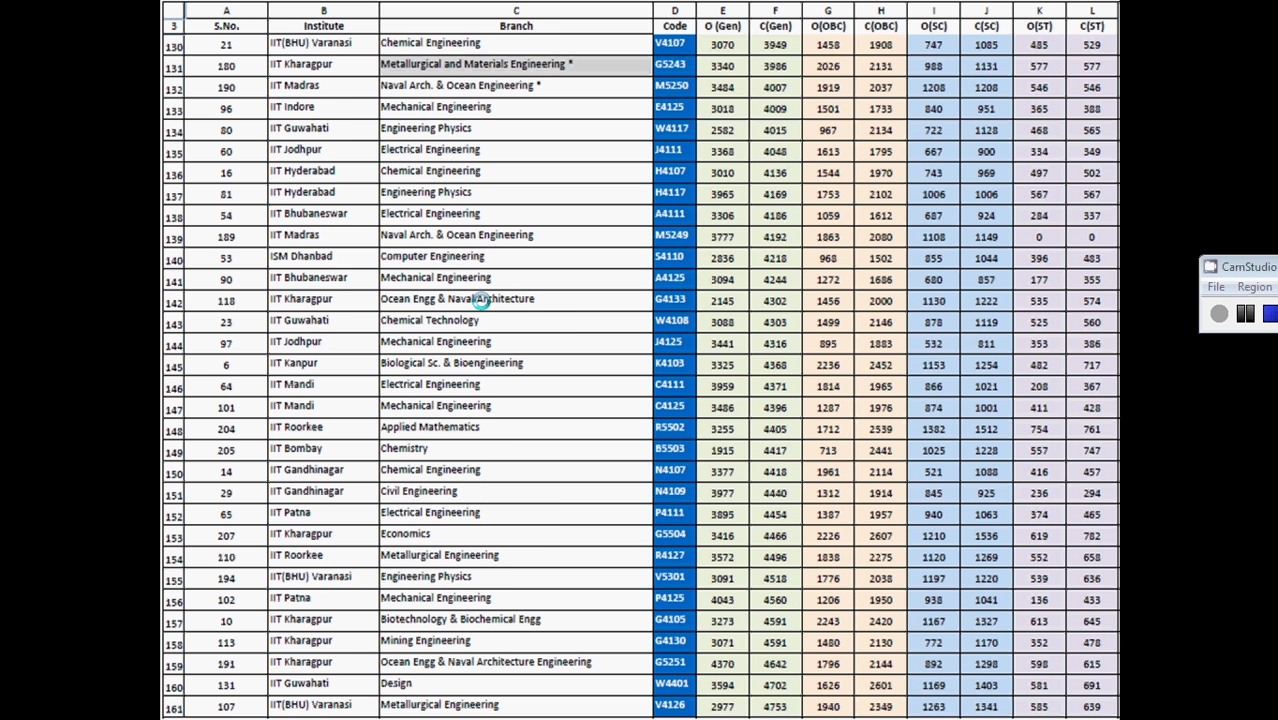 A B C D E F G H I J K L
3 S.No. Institute Branch Code O (Gen) C(Gen) O(OBC) C(OBC) O(SC) C(SC) O(ST) C(ST)
130 21 IIT(BHU) Varanasi Chemical Engineering V4107 3070 3949 1458 1908 747 1085 485 529
131 180 IIT Kharagpur Metallurgical and Materials Engineering * G5243 3340 3986 2026 2131 988 1131 577 577
132 190 IIT Madras Naval Arch. & Ocean Engineering * M5250 3484 4007 1919 2037 1208 1208 546 546
133 96 IIT Indore Mechanical Engineering E4125 3018 4009 1501 1733 840 951 365 388
134 80 IIT Guwahati Engineering Physics W4117 2582 4015 967 2134 722 1128 468 565
135 60 IIT Jodhpur Electrical Engineering J4111 3368 4048 1613 1795 667 900 334 349
136 16 IIT Hyderabad Chemical Engineering H4107 3010 4136 1544 1970 743 969 497 502
137 81 IIT Hyderabad Engineering Physics H4117 3965 4169 1753 2102 1006 1006 567 567
138 54 IIT Bhubaneswar Electrical Engineering A4111 3306 4186 1059 1612 687 924 284 337
139 189 IIT Madras Naval Arch. & Ocean Engineering M5249 3777 4192 1863 2080 1108 1149 0 0
140 53 ISM Dhanbad Computer Engineering S4110 2836 4218 968 1502 855 1044 396 483
141 90 IIT Bhubaneswar Mechanical Engineering A4125 3094 4244 1272 1686 680 857 177 355
142 118 IIT Kharagpur Ocean Engg & Naval Architecture G4133 2145 4302 1456 2000 1130 1222 535 574
143 23 IIT Guwahati Chemical Technology W4108 3088 4303 1499 2146 878 1119 525 560
144 97 IIT Jodhpur Mechanical Engineering J4125 3441 4316 895 1883 532 811 353 386
145 6 IIT Kanpur Biological Sc. & Bioengineering K4103 3325 4368 2236 2452 1153 1254 482 717
146 64 IIT Mandi Electrical Engineering C4111 3959 4371 1814 1965 866 1021 208 367
147 101 IIT Mandi Mechanical Engineering C4125 3486 4396 1287 1976 874 1001 411 428
148 204 IIT Roorkee Applied Mathematics R5502 3255 4405 1712 2539 1382 1512 754 761
149 205 IIT Bombay Chemistry B5503 1915 4417 713 2441 1025 1228 557 747
150 14 IIT Gandhinagar Chemical Engineering N4107 3377 4418 1961 2114 521 1088 416 457
151 29 IIT Gandhinagar Civil Engineering N4109 3977 4440 1312 1914 845 925 236 294
152 65 IIT Patna Electrical Engineering P4111 3895 4454 1387 1957 940 1063 374 465
153 207 IIT Kharagpur Economics G5504 3416 4466 2226 2607 1210 1536 619 782
154 110 IIT Roorkee Metallurgical Engineering R4127 3572 4496 1838 2275 1120 1269 552 658
155 194 IIT(BHU) Varanasi Engineering Physics V5301 3091 4518 1776 2038 1197 1220 539 636
156 102 IIT Patna Mechanical Engineering P4125 4043 4560 1206 1950 938 1041 136 433
157 10 IIT Kharagpur Biotechnology & Biochemical Engg G4105 3273 4591 2243 2420 1167 1327 613 645
158 113 IIT Kharagpur Mining Engineering G4130 3071 4591 1480 2130 772 1170 352 478
159 191 IIT Kharagpur Ocean Engg & Naval Architecture Engineering G5251 4370 4642 1796 2144 892 1298 598 615
160 131 IIT Guwahati Design W4401 3594 4702 1626 2601 1169 1403 581 691
161 107 IIT(BHU) Varanasi Metallurgical Engineering V4126 2977 4753 1940 2349 1263 1341 585 639
CamStudio
File Region